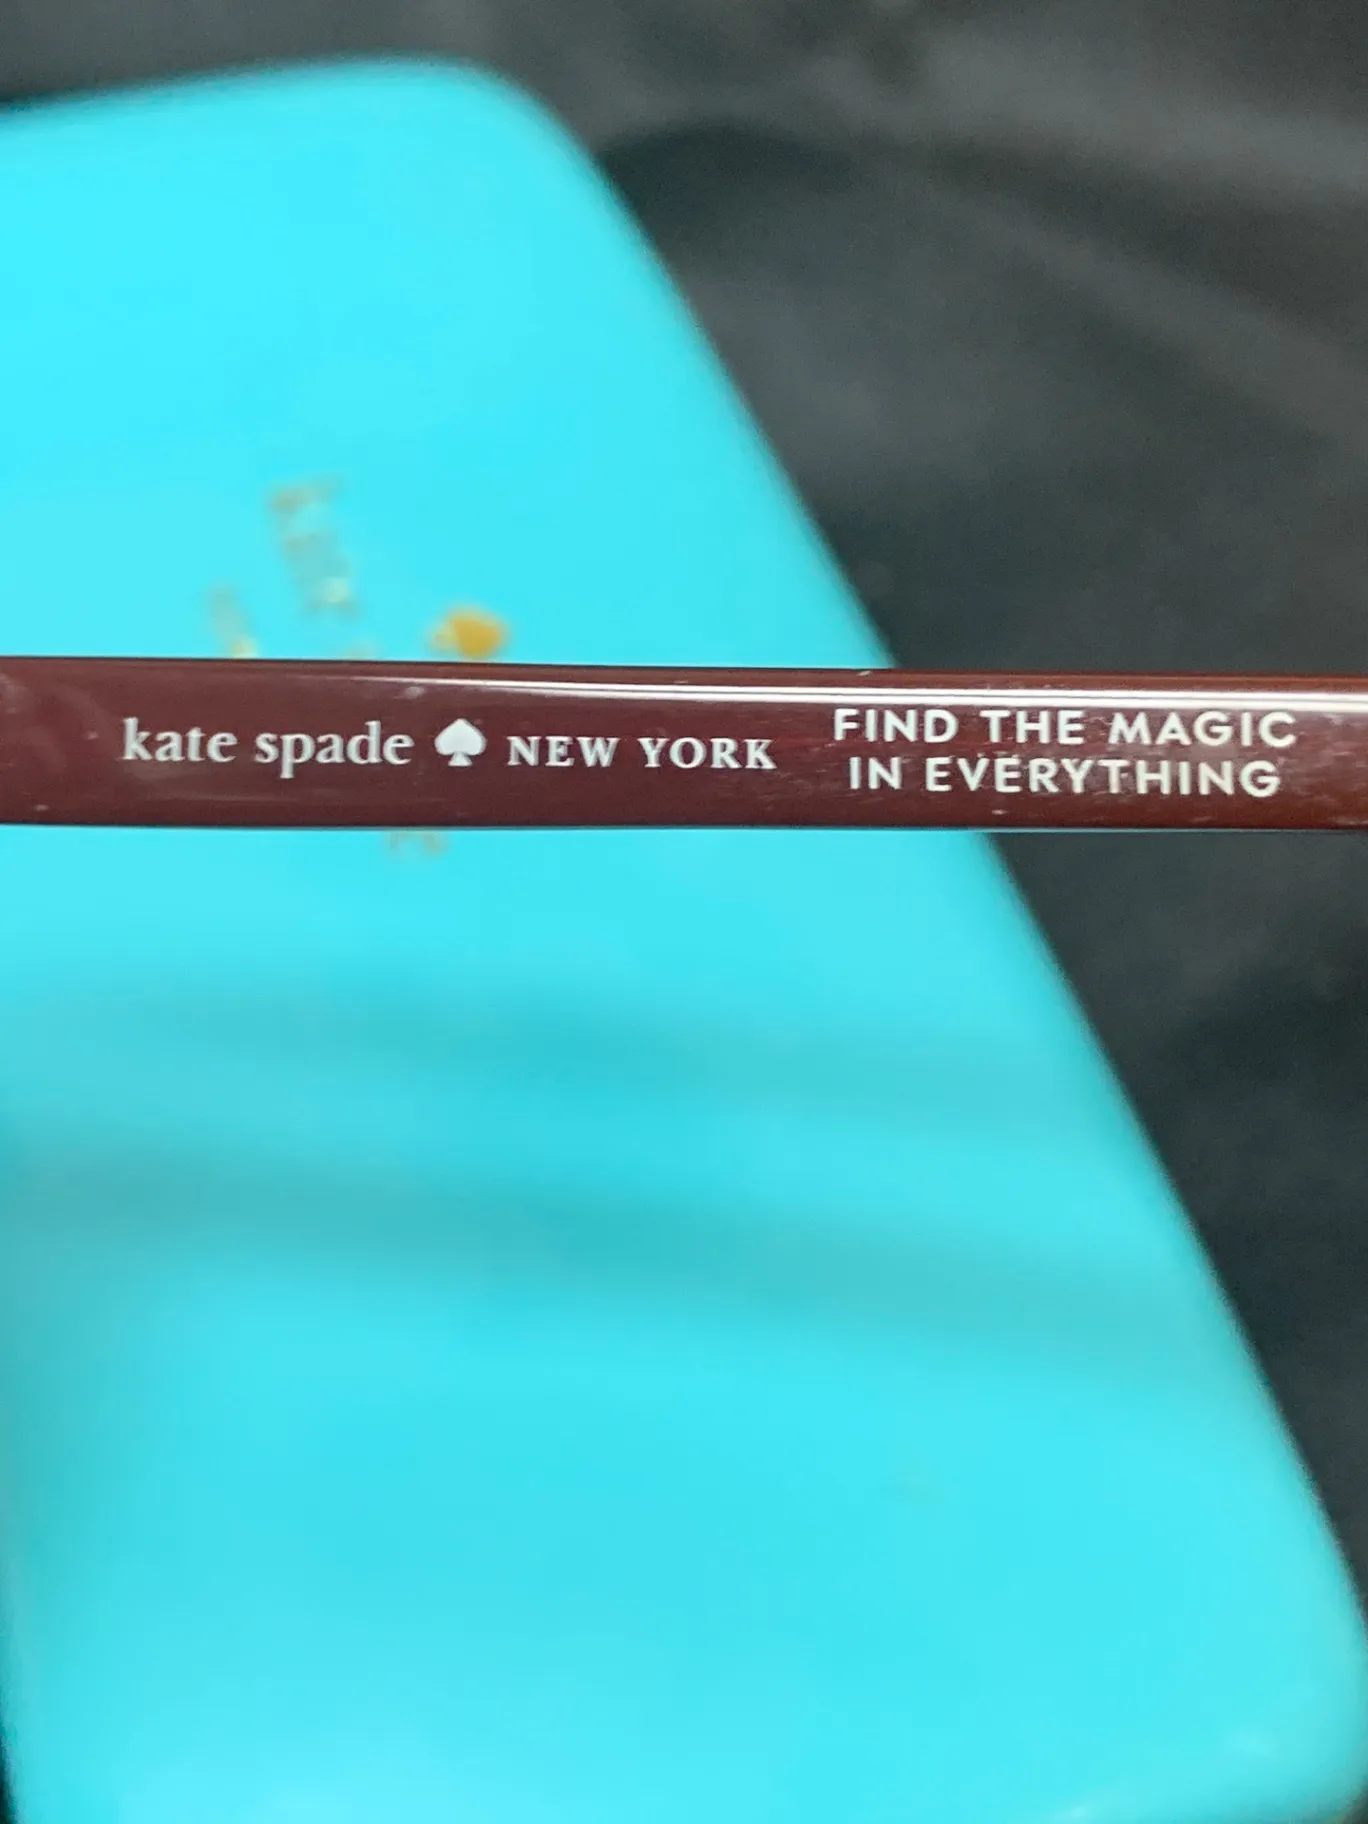 kate spade NEW YORK
FIND THE MAGIC
IN EVERYTHING